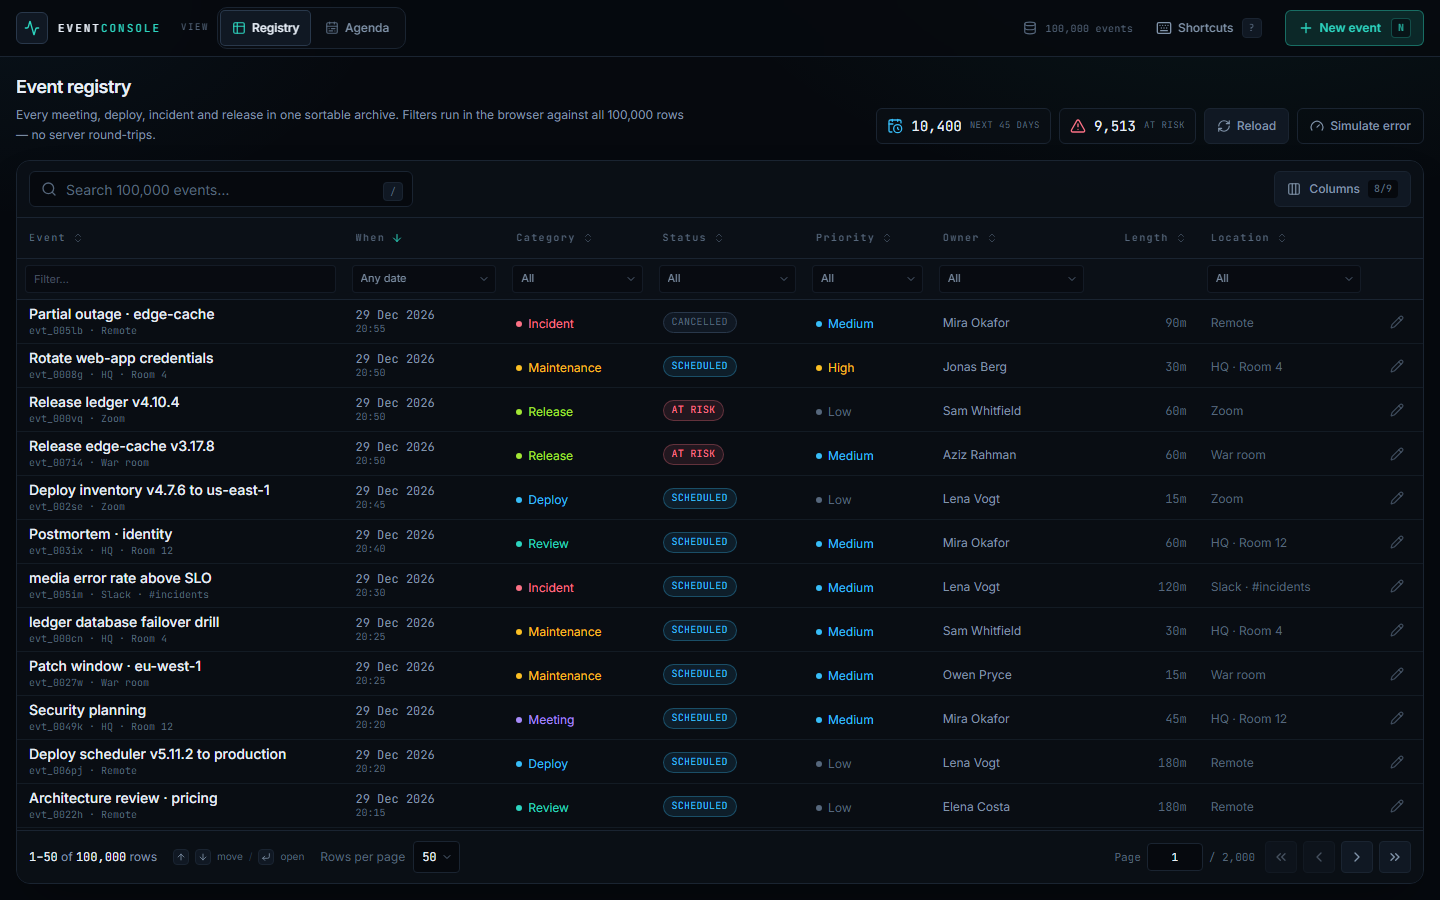 EVENTCONSOLE VIEW Registry Agenda 100,000 events Shortcuts ? New event N
Event registry
Every meeting, deploy, incident and release in one sortable archive. Filters run in the browser against all 100,000 rows
— no server round-trips.
10,400 NEXT 45 DAYS 9,513 AT RISK Reload Simulate error
Search 100,000 events... / Columns 8/9
Event When Category Status Priority Owner Length Location
Filter... Any date All All All All All
Partial outage · edge-cache 29 Dec 2026 Incident CANCELLED Medium Mira Okafor 90m Remote
evt_005lb · Remote 20:55
Rotate web-app credentials 29 Dec 2026 Maintenance SCHEDULED High Jonas Berg 30m HQ · Room 4
evt_0008g · HQ · Room 4 20:50
Release ledger v4.10.4 29 Dec 2026 Release AT RISK Low Sam Whitfield 60m Zoom
evt_000vq · Zoom 20:50
Release edge-cache v3.17.8 29 Dec 2026 Release AT RISK Medium Aziz Rahman 60m War room
evt_007i4 · War room 20:50
Deploy inventory v4.7.6 to us-east-1 29 Dec 2026 Deploy SCHEDULED Low Lena Vogt 15m Zoom
evt_002se · Zoom 20:45
Postmortem · identity 29 Dec 2026 Review SCHEDULED Medium Mira Okafor 60m HQ · Room 12
evt_003ix · HQ · Room 12 20:40
media error rate above SLO 29 Dec 2026 Incident SCHEDULED Medium Lena Vogt 120m Slack · #incidents
evt_005im · Slack · #incidents 20:30
ledger database failover drill 29 Dec 2026 Maintenance SCHEDULED Medium Sam Whitfield 30m HQ · Room 4
evt_000cn · HQ · Room 4 20:25
Patch window · eu-west-1 29 Dec 2026 Maintenance SCHEDULED Medium Owen Pryce 15m War room
evt_0027w · War room 20:25
Security planning 29 Dec 2026 Meeting SCHEDULED Medium Mira Okafor 45m HQ · Room 12
evt_0049k · HQ · Room 12 20:20
Deploy scheduler v5.11.2 to production 29 Dec 2026 Deploy SCHEDULED Low Lena Vogt 180m Remote
evt_006pj · Remote 20:20
Architecture review · pricing 29 Dec 2026 Review SCHEDULED Low Elena Costa 180m Remote
evt_0022h · Remote 20:15
1–50 of 100,000 rows ↑ ↓ move / ↵ open Rows per page 50 Page 1 / 2,000